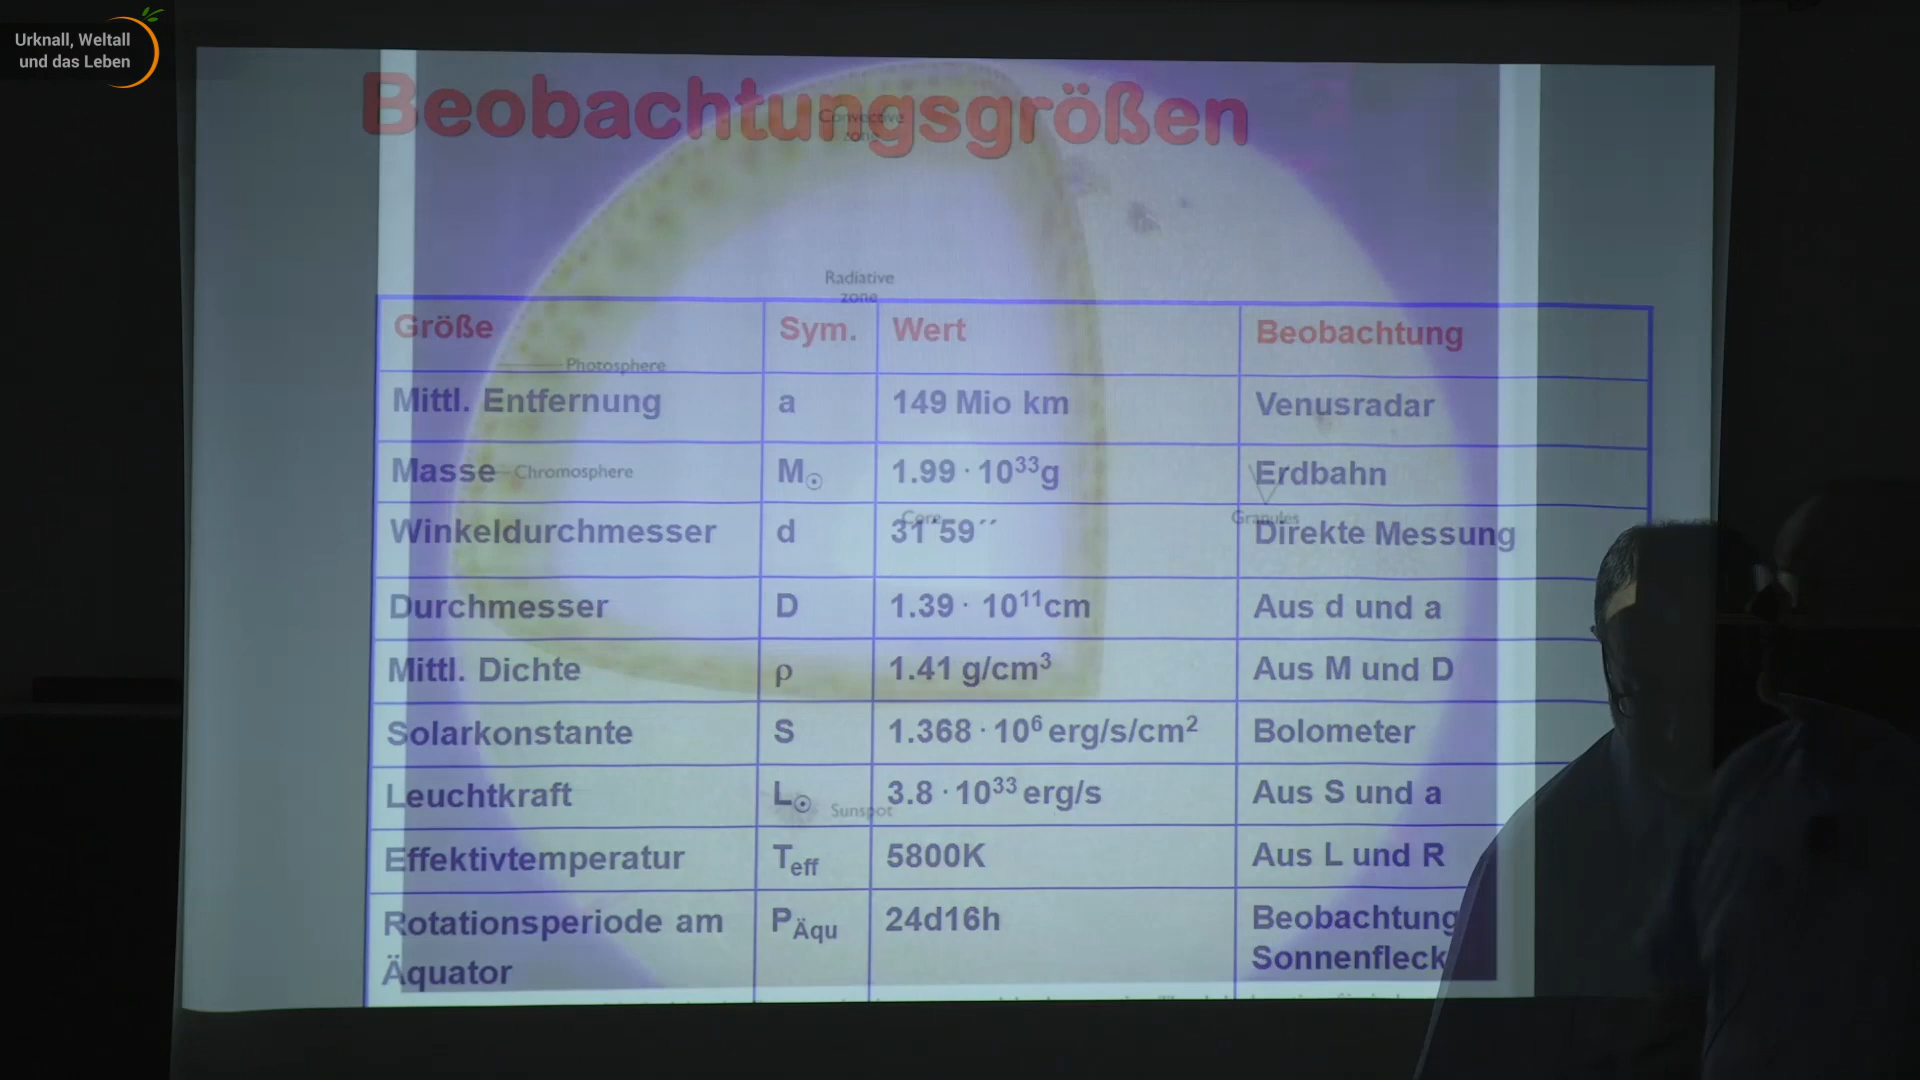 Urknall, Weltall
und das Leben
Beobachtungsgrößen
Convective
zone
Radiative
zone
Größe Sym. Wert Beobachtung
Photosphere
Mittl. Entfernung a 149 Mio km Venusradar
Masse M☉ 1.99 · 10³³g Erdbahn
Chromosphere
Core
Granules
Winkeldurchmesser d 31´59´´ Direkte Messung
Durchmesser D 1.39 · 10¹¹cm Aus d und a
Mittl. Dichte ρ 1.41 g/cm³ Aus M und D
Solarkonstante S 1.368 · 10⁶ erg/s/cm² Bolometer
Leuchtkraft L☉ 3.8 · 10³³ erg/s Aus S und a
Sunspot
Effektivtemperatur Teff 5800K Aus L und R
Rotationsperiode am PÄqu 24d16h Beobachtung
Äquator Sonnenfleck